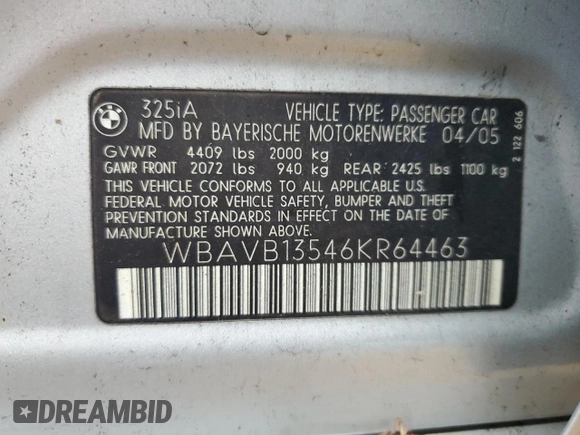 325iA VEHICLE TYPE: PASSENGER CAR
MFD BY BAYERISCHE MOTORENWERKE 04/05
GVWR 4409 lbs 2000 kg
GAWR FRONT 2072 lbs 940 kg REAR 2425 lbs 1100 kg
THIS VEHICLE CONFORMS TO ALL APPLICABLE U.S.
FEDERAL MOTOR VEHICLE SAFETY, BUMPER AND THEFT
PREVENTION STANDARDS IN EFFECT ON THE DATE OF
MANUFACTURE SHOWN ABOVE.
WBAVB13546KR64463
2 122 606
DREAMBID